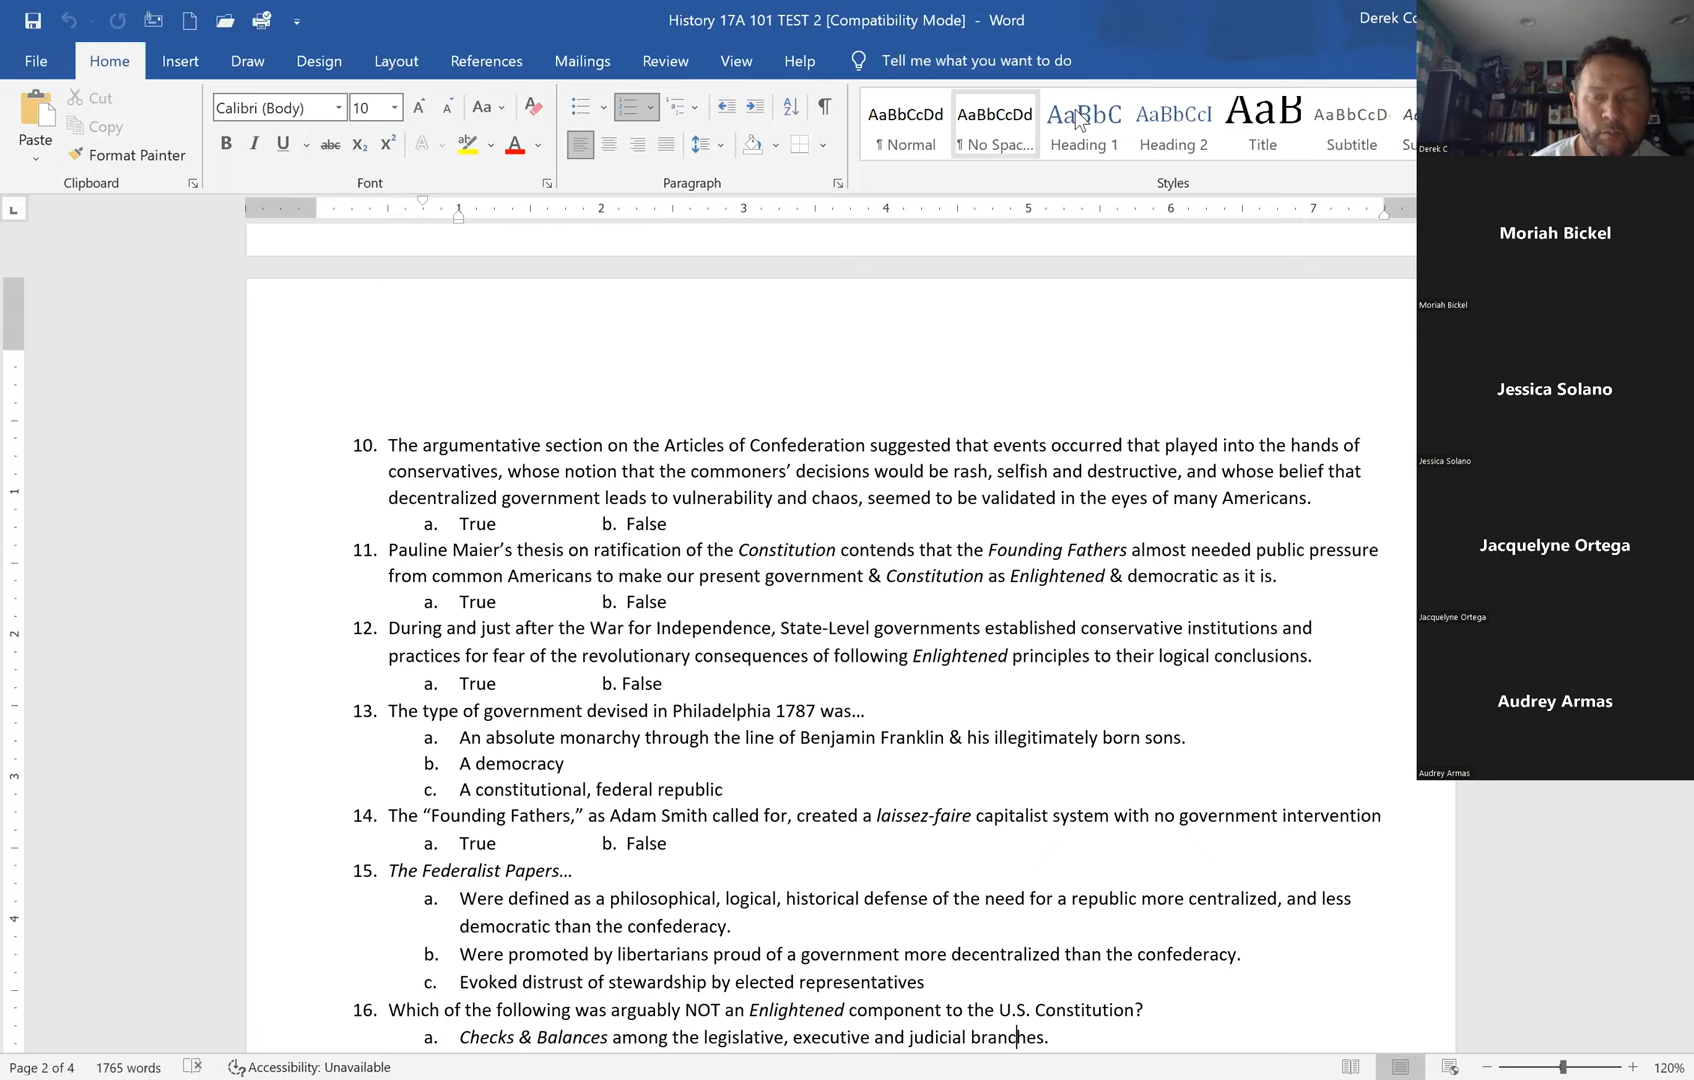 History 17A 101 TEST 2 [Compatibility Mode] - Word
Derek Co
File Home Insert Draw Design Layout References Mailings Review View Help Tell me what you want to do
Paste
Cut
Copy
Format Painter
Clipboard
Calibri (Body) 10
Font
Paragraph
AaBbCcDd AaBbCcDd AaBbC AaBbCcI AaB AaBbCcD
¶ Normal ¶ No Spac... Heading 1 Heading 2 Title Subtitle
Styles
1 2 3 4 5 6 7
10. The argumentative section on the Articles of Confederation suggested that events occurred that played into the hands of
conservatives, whose notion that the commoners’ decisions would be rash, selfish and destructive, and whose belief that
decentralized government leads to vulnerability and chaos, seemed to be validated in the eyes of many Americans.
a. True b. False
11. Pauline Maier’s thesis on ratification of the Constitution contends that the Founding Fathers almost needed public pressure
from common Americans to make our present government & Constitution as Enlightened & democratic as it is.
a. True b. False
12. During and just after the War for Independence, State-Level governments established conservative institutions and
practices for fear of the revolutionary consequences of following Enlightened principles to their logical conclusions.
a. True b. False
13. The type of government devised in Philadelphia 1787 was…
a. An absolute monarchy through the line of Benjamin Franklin & his illegitimately born sons.
b. A democracy
c. A constitutional, federal republic
14. The “Founding Fathers,” as Adam Smith called for, created a laissez-faire capitalist system with no government intervention
a. True b. False
15. The Federalist Papers…
a. Were defined as a philosophical, logical, historical defense of the need for a republic more centralized, and less
democratic than the confederacy.
b. Were promoted by libertarians proud of a government more decentralized than the confederacy.
c. Evoked distrust of stewardship by elected representatives
16. Which of the following was arguably NOT an Enlightened component to the U.S. Constitution?
a. Checks & Balances among the legislative, executive and judicial branches.
Derek C
Moriah Bickel
Moriah Bickel
Jessica Solano
Jessica Solano
Jacquelyne Ortega
Jacquelyne Ortega
Audrey Armas
Audrey Armas
Page 2 of 4 1765 words Accessibility: Unavailable 120%